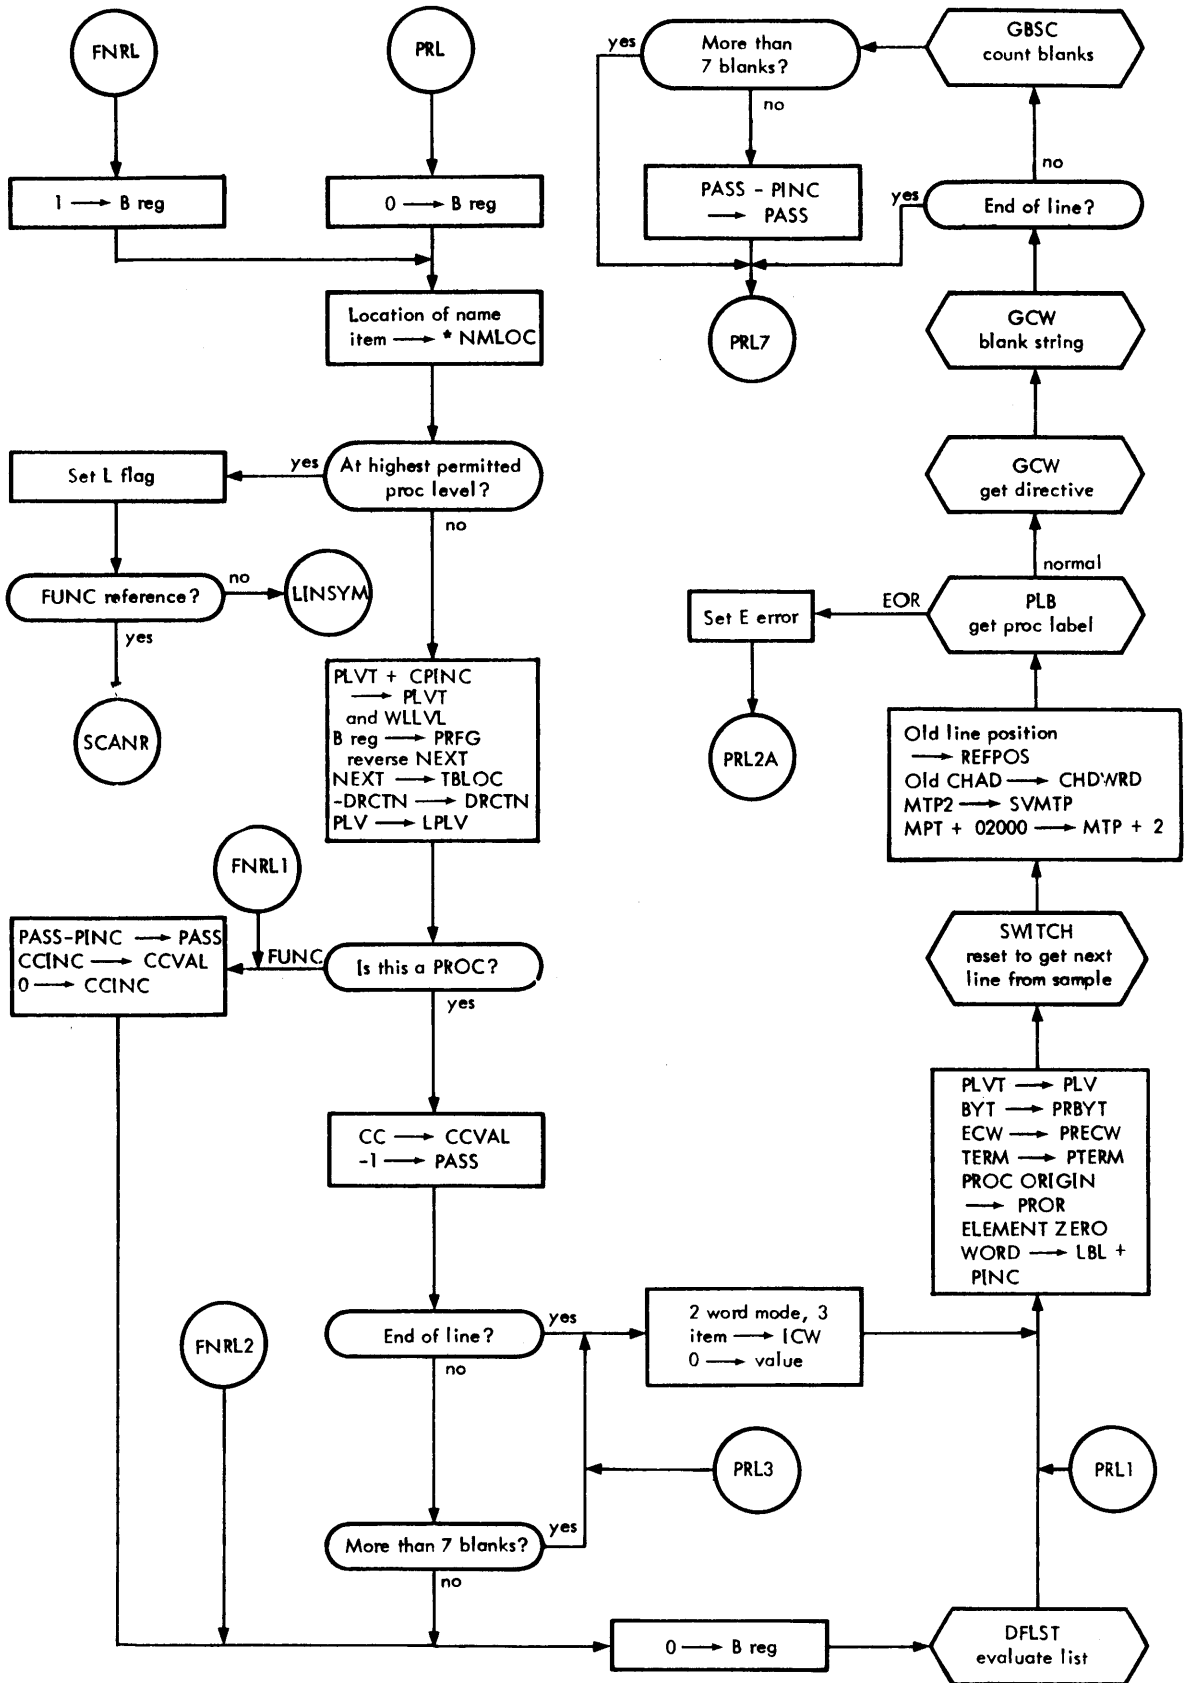 FNRL
1 ⟶ B reg
PRL
0 ⟶ B reg
Location of name
item ⟶ * NMLOC
At highest permitted
proc level?
yes
no
Set L flag
FUNC reference?
no
yes
LINSYM
SCANR
PLVT + CPINC
⟶ PLVT
and WLLVL
B reg ⟶ PRFG
reverse NEXT
NEXT ⟶ TBLOC
-DRCTN ⟶ DRCTN
PLV ⟶ LPLV
FNRL1
Is this a PROC?
FUNC
yes
PASS-PINC ⟶ PASS
CCINC ⟶ CCVAL
0 ⟶ CCINC
CC ⟶ CCVAL
-1 ⟶ PASS
End of line?
yes
no
FNRL2
More than 7 blanks?
yes
no
2 word mode, 3
item ⟶ ICW
0 ⟶ value
PRL3
0 ⟶ B reg
DFLST
evaluate list
PRL1
PLVT ⟶ PLV
BYT ⟶ PRBYT
ECW ⟶ PRECW
TERM ⟶ PTERM
PROC ORIGIN
⟶ PROR
ELEMENT ZERO
WORD ⟶ LBL +
PINC
SWITCH
reset to get next
line from sample
Old line position
⟶ REFPOS
Old CHAD ⟶ CHDWRD
MTP2 ⟶ SVMTP
MPT + 02000 ⟶ MTP + 2
PLB
get proc label
EOR
normal
Set E error
PRL2A
GCW
get directive
GCW
blank string
End of line?
yes
no
GBSC
count blanks
More than
7 blanks?
yes
no
PASS - PINC
⟶ PASS
PRL7